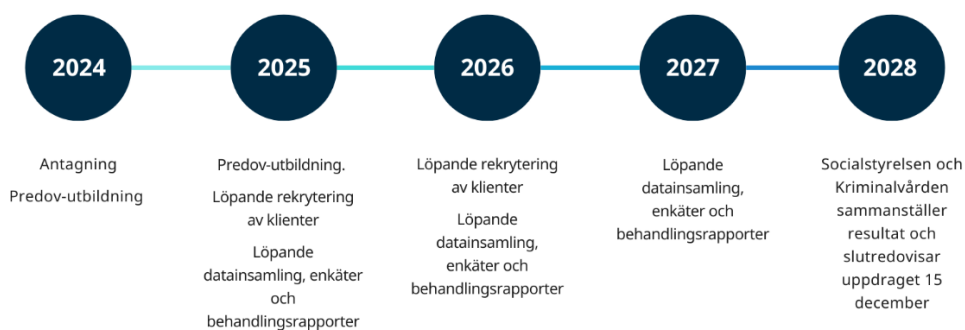 2024
2025
2026
2027
2028
Antagning
Predov-utbildning
Predov-utbildning.
Löpande rekrytering
av klienter
Löpande
datainsamling, enkäter
och
behandlingsrapporter
Löpande rekrytering
av klienter
Löpande
datainsamling,
enkäter och
behandlingsrapporter
Löpande
datainsamling,
enkäter och
behandlingsrapporter
Socialstyrelsen och
Kriminalvården
sammanställer
resultat och
slutredovisar
uppdraget 15
december